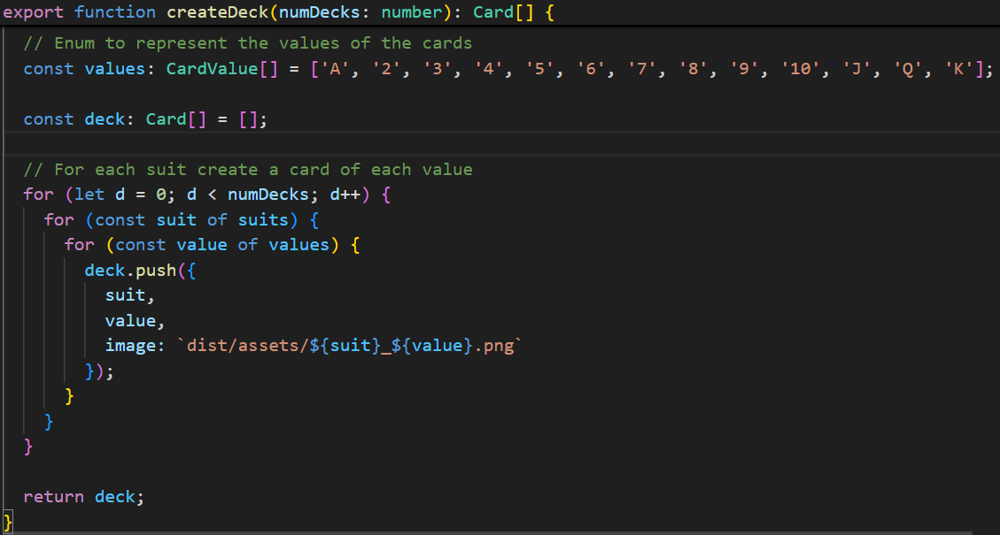 export function createDeck(numDecks: number): Card[] {
// Enum to represent the values of the cards
const values: CardValue[] = ['A', '2', '3', '4', '5', '6', '7', '8', '9', '10', 'J', 'Q', 'K'];
const deck: Card[] = [];
// For each suit create a card of each value
for (let d = 0; d < numDecks; d++) {
for (const suit of suits) {
for (const value of values) {
deck.push({
suit,
value,
image: `dist/assets/${suit}_${value}.png`
});
}
}
}
return deck;
}